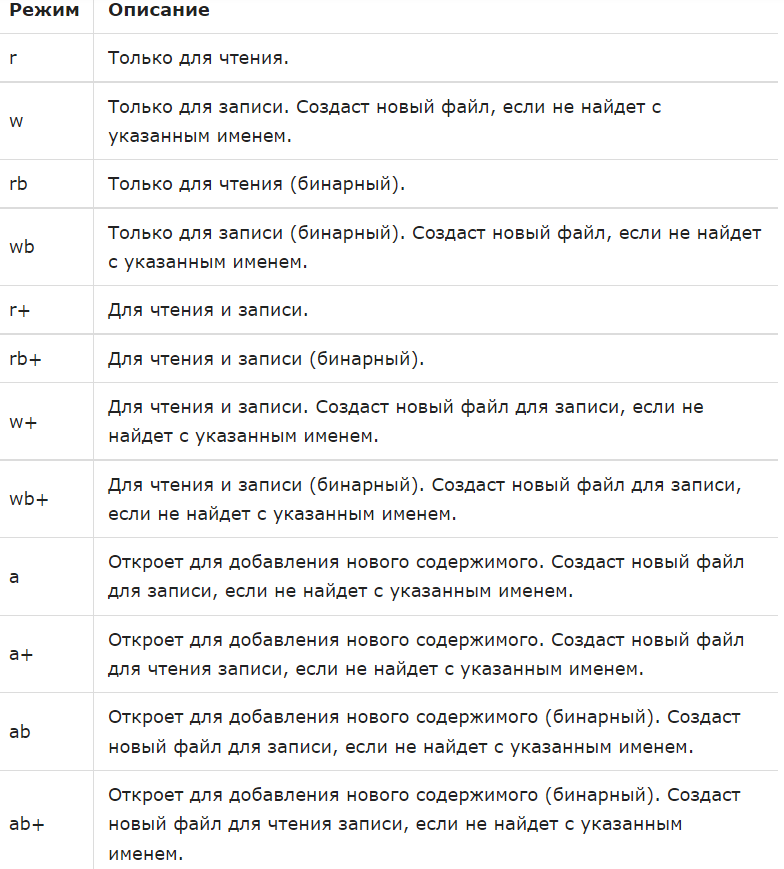 Режим Описание
r Только для чтения.
w Только для записи. Создаст новый файл, если не найдет с
указанным именем.
rb Только для чтения (бинарный).
wb Только для записи (бинарный). Создаст новый файл, если не найдет
с указанным именем.
r+ Для чтения и записи.
rb+ Для чтения и записи (бинарный).
w+ Для чтения и записи. Создаст новый файл для записи, если не
найдет с указанным именем.
wb+ Для чтения и записи (бинарный). Создаст новый файл для записи,
если не найдет с указанным именем.
a Откроет для добавления нового содержимого. Создаст новый файл
для записи, если не найдет с указанным именем.
a+ Откроет для добавления нового содержимого. Создаст новый файл
для чтения записи, если не найдет с указанным именем.
ab Откроет для добавления нового содержимого (бинарный). Создаст
новый файл для записи, если не найдет с указанным именем.
ab+ Откроет для добавления нового содержимого (бинарный). Создаст
новый файл для чтения записи, если не найдет с указанным
именем.